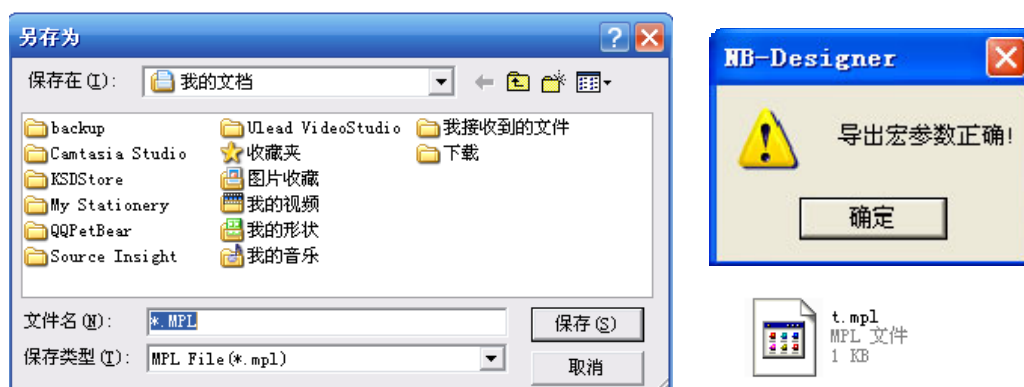 另存为
保存在(I):
我的文档
backup
Camtasia Studio
KSDStore
My Stationery
QQPetBear
Source Insight
Ulead VideoStudio
收藏夹
图片收藏
我的视频
我的形状
我的音乐
我接收到的文件
下载
文件名(N):
*.MPL
保存(S)
保存类型(T):
MPL File(*.mpl)
取消
NB-Designer
导出宏参数正确!
确定
t.mpl
MPL 文件
1 KB